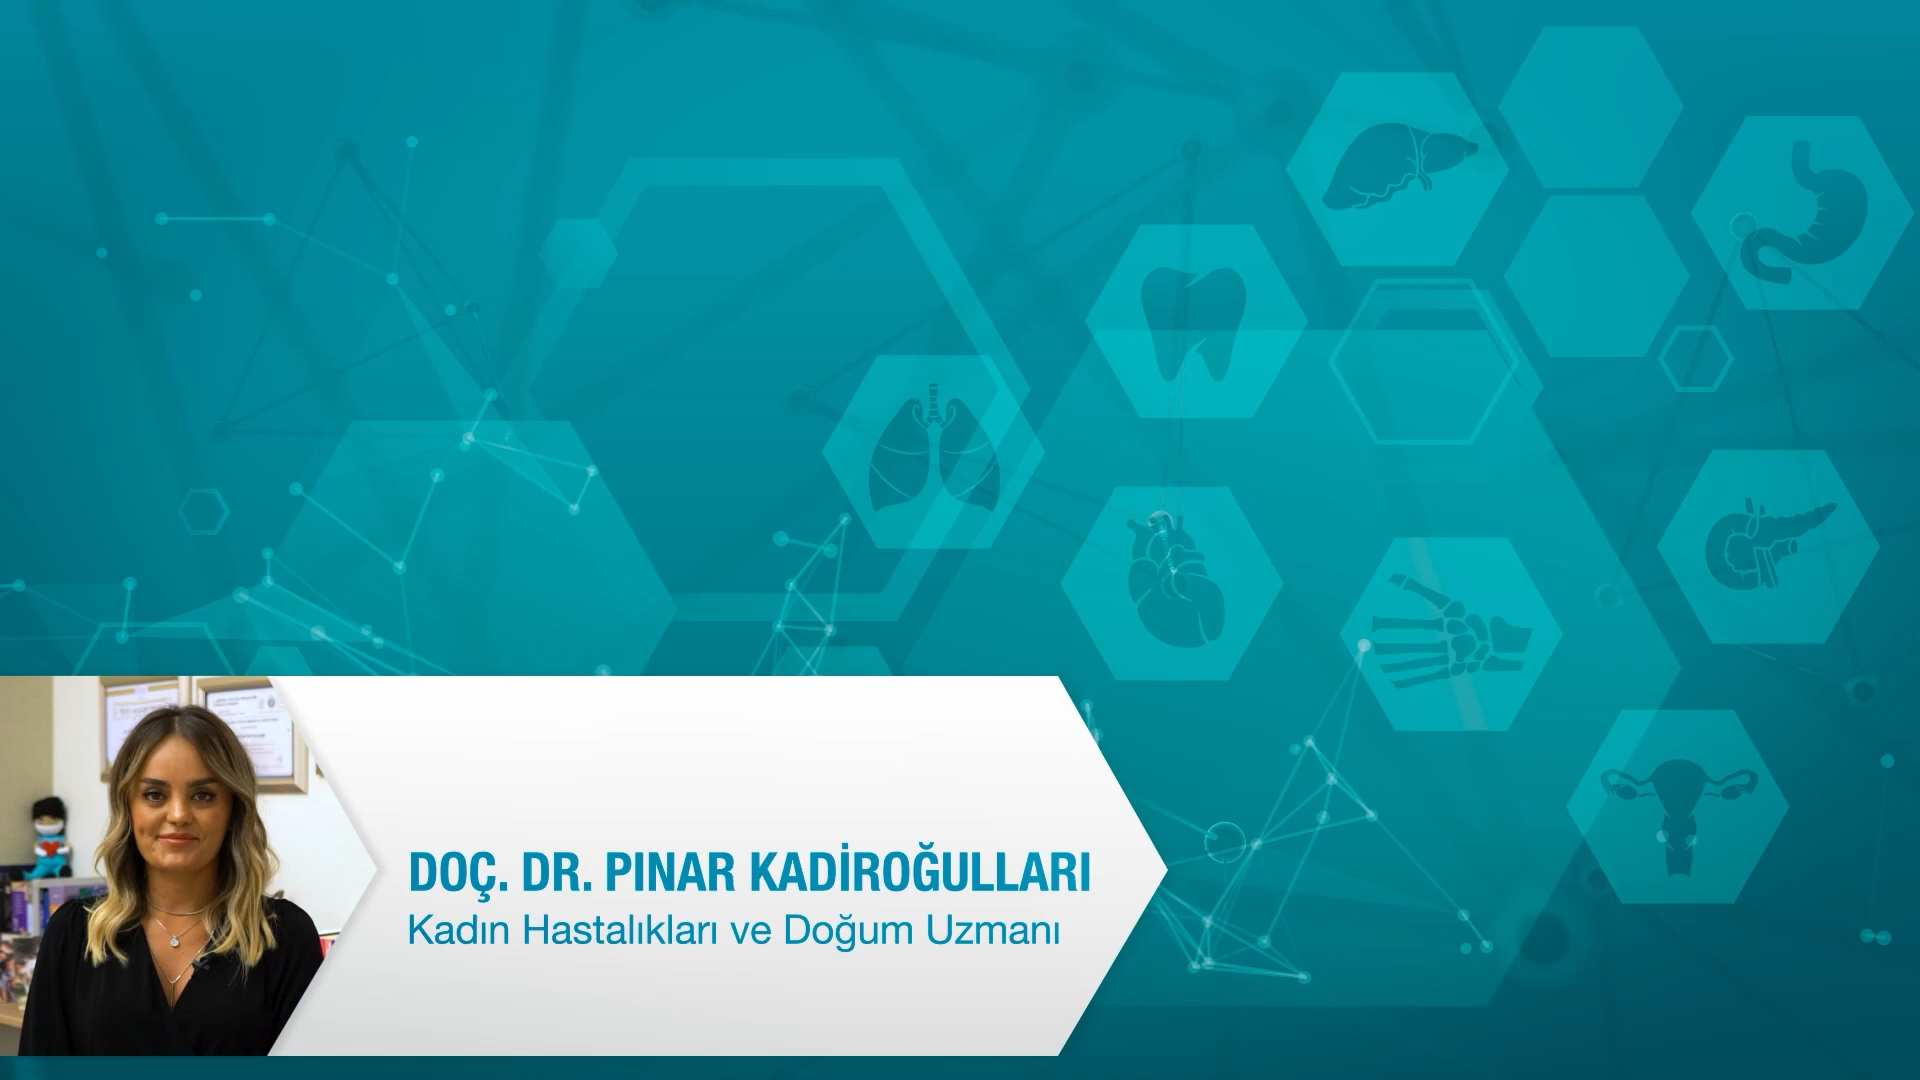 DOÇ. DR. PINAR KADİROĞULLARI
Kadın Hastalıkları ve Doğum Uzmanı